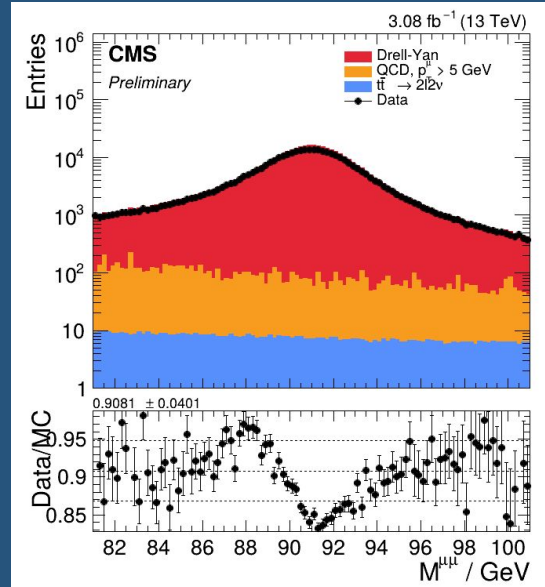 3.08 fb⁻¹ (13 TeV)
Entries
10⁶
10⁵
10⁴
10³
10²
10
1
CMS
Preliminary
Drell-Yan
QCD, p_T^μ > 5 GeV
tt̄ → 2l2ν
Data
0.9081 ± 0.0401
Data/MC
0.95
0.9
0.85
82 84 86 88 90 92 94 96 98 100
M^μμ / GeV